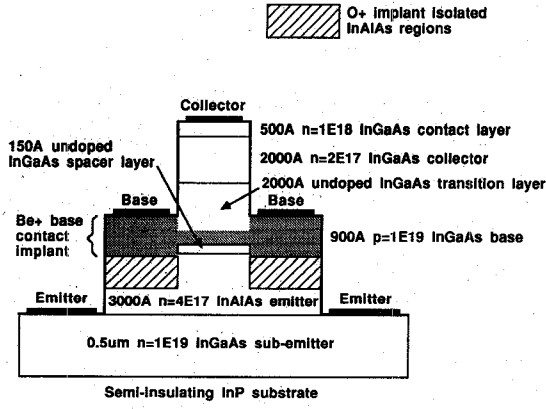 O+ implant isolated
InAlAs regions
Collector
150A undoped
InGaAs spacer layer
500A n=1E18 InGaAs contact layer
2000A n=2E17 InGaAs collector
2000A undoped InGaAs transition layer
Base
Base
Be+ base
contact
implant
900A p=1E19 InGaAs base
Emitter
3000A n=4E17 InAlAs emitter
Emitter
0.5um n=1E19 InGaAs sub-emitter
Semi-insulating InP substrate